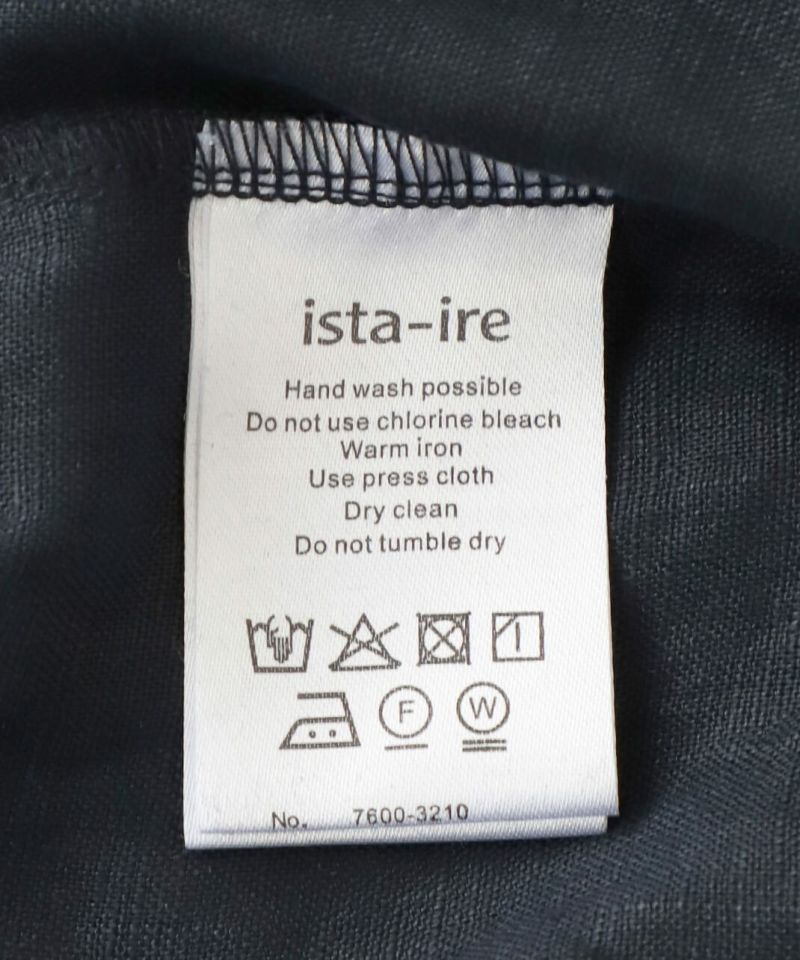 ista-ire
Hand wash possible
Do not use chlorine bleach
Warm iron
Use press cloth
Dry clean
Do not tumble dry
F W
No. 7600-3210